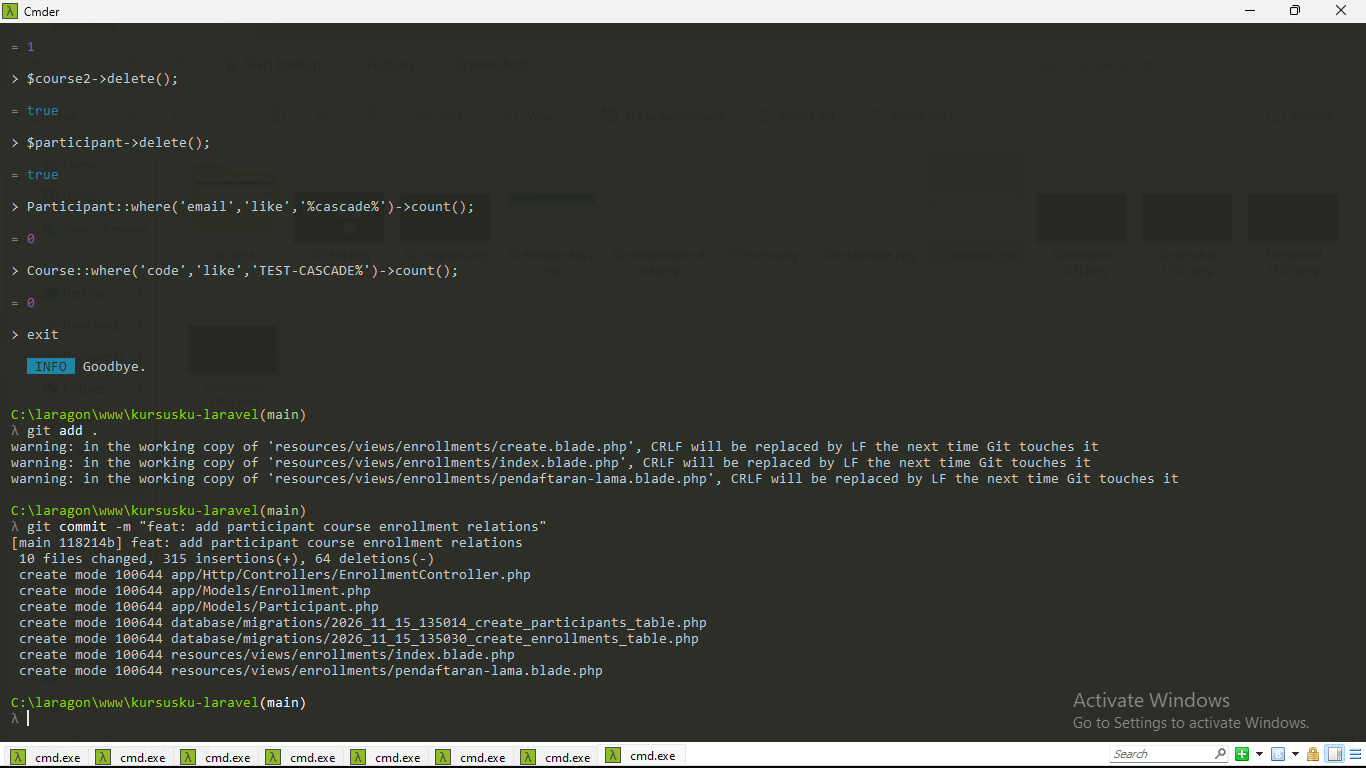 Cmder
= 1
> $course2->delete();
= true
> $participant->delete();
= true
> Participant::where('email','like','%cascade%')->count();
= 0
> Course::where('code','like','TEST-CASCADE%')->count();
= 0
> exit
INFO Goodbye.
C:\laragon\www\kursusku-laravel(main)
λ git add .
warning: in the working copy of 'resources/views/enrollments/create.blade.php', CRLF will be replaced by LF the next time Git touches it
warning: in the working copy of 'resources/views/enrollments/index.blade.php', CRLF will be replaced by LF the next time Git touches it
warning: in the working copy of 'resources/views/enrollments/pendaftaran-lama.blade.php', CRLF will be replaced by LF the next time Git touches it
C:\laragon\www\kursusku-laravel(main)
λ git commit -m "feat: add participant course enrollment relations"
[main 118214b] feat: add participant course enrollment relations
10 files changed, 315 insertions(+), 64 deletions(-)
create mode 100644 app/Http/Controllers/EnrollmentController.php
create mode 100644 app/Models/Enrollment.php
create mode 100644 app/Models/Participant.php
create mode 100644 database/migrations/2026_11_15_135014_create_participants_table.php
create mode 100644 database/migrations/2026_11_15_135030_create_enrollments_table.php
create mode 100644 resources/views/enrollments/index.blade.php
create mode 100644 resources/views/enrollments/pendaftaran-lama.blade.php
C:\laragon\www\kursusku-laravel(main)
λ
Activate Windows
Go to Settings to activate Windows.
cmd.exe cmd.exe cmd.exe cmd.exe cmd.exe cmd.exe cmd.exe cmd.exe Search